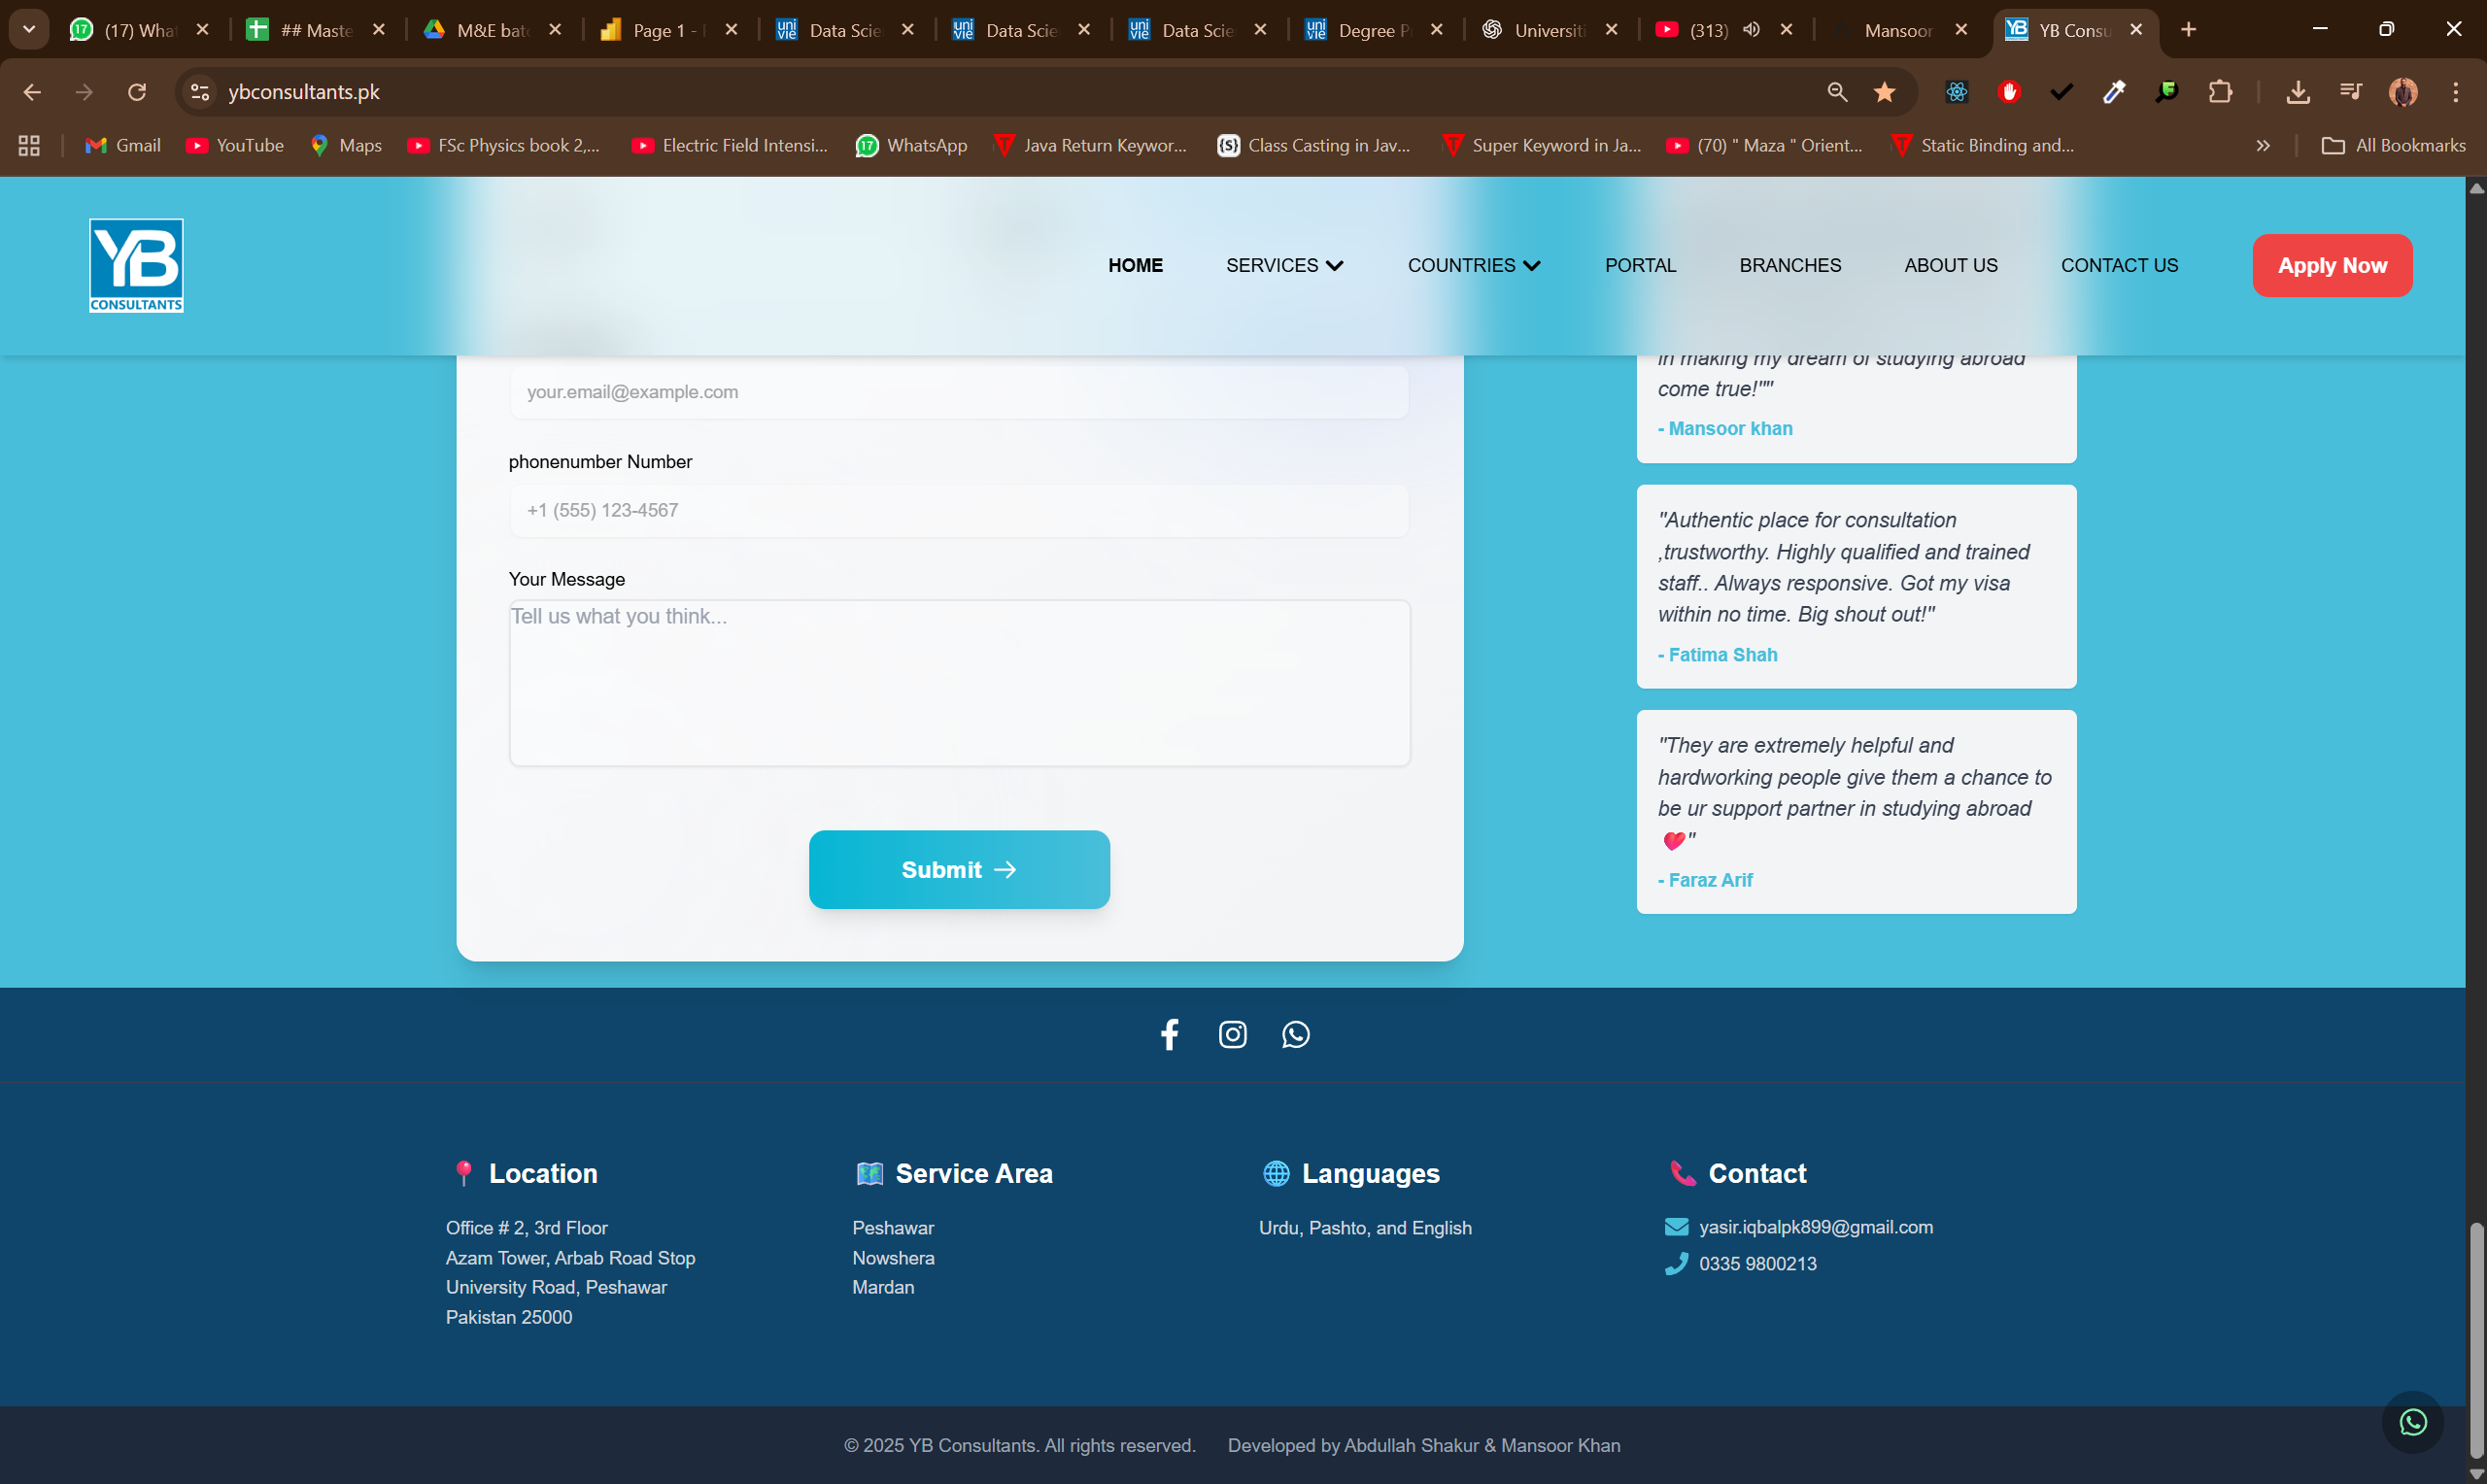 (17) What
## Maste
M&E bat
Page 1 -
Data Scie
Data Scie
Data Scie
Degree P
Universiti
(313)
Mansoor
YB Consu
ybconsultants.pk
Gmail
YouTube
Maps
FSc Physics book 2,...
Electric Field Intensi...
WhatsApp
Java Return Keywor...
Class Casting in Jav...
Super Keyword in Ja...
(70) " Maza " Orient...
Static Binding and...
All Bookmarks
YB
CONSULTANTS
HOME
SERVICES
COUNTRIES
PORTAL
BRANCHES
ABOUT US
CONTACT US
Apply Now
your.email@example.com
phonenumber Number
+1 (555) 123-4567
Your Message
Tell us what you think...
Submit →
in making my dream of studying abroad
come true!""
- Mansoor khan
"Authentic place for consultation
,trustworthy. Highly qualified and trained
staff.. Always responsive. Got my visa
within no time. Big shout out!"
- Fatima Shah
"They are extremely helpful and
hardworking people give them a chance to
be ur support partner in studying abroad
❤️"
- Faraz Arif
📍 Location
Office # 2, 3rd Floor
Azam Tower, Arbab Road Stop
University Road, Peshawar
Pakistan 25000
🗺️ Service Area
Peshawar
Nowshera
Mardan
🌐 Languages
Urdu, Pashto, and English
📞 Contact
yasir.iqbalpk899@gmail.com
0335 9800213
© 2025 YB Consultants. All rights reserved.
Developed by Abdullah Shakur & Mansoor Khan